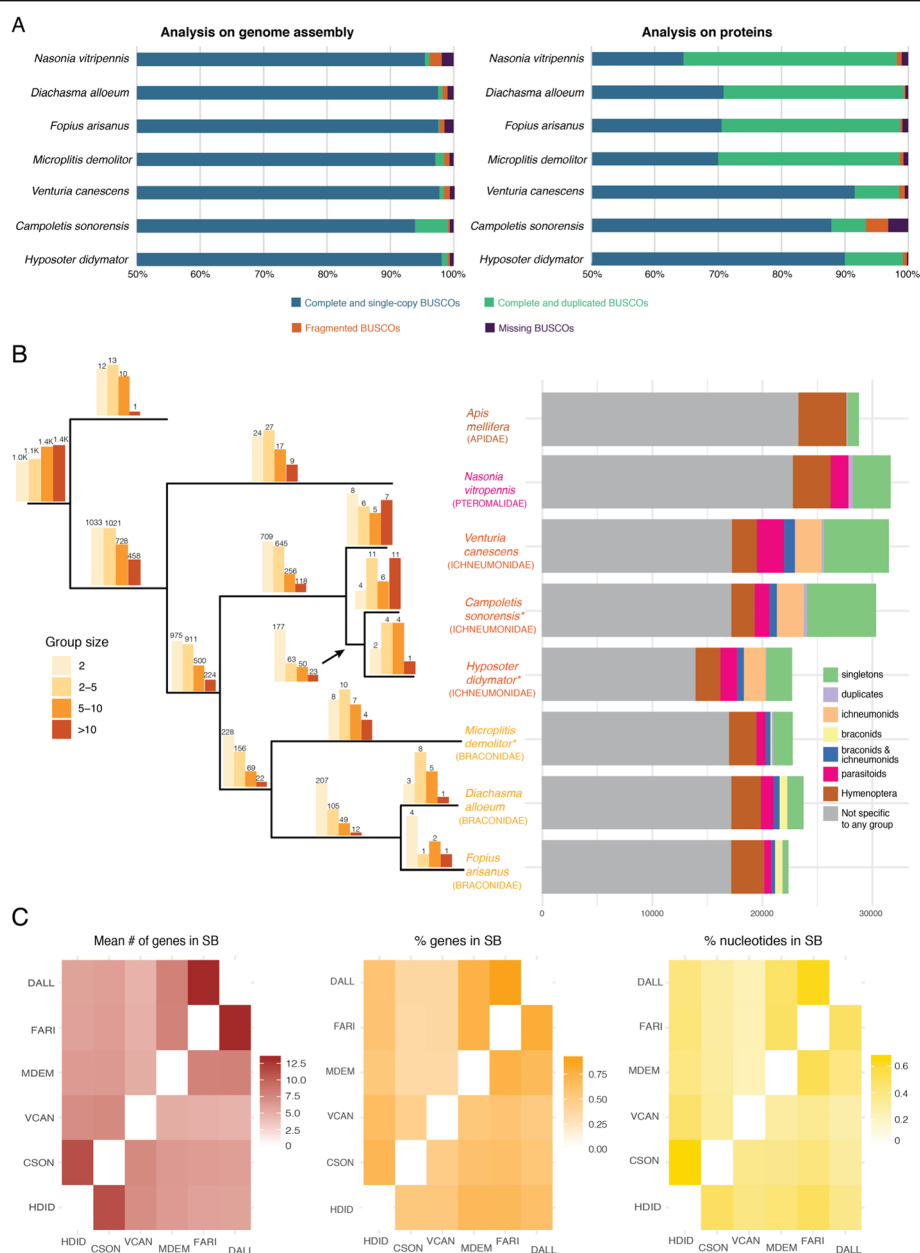 A
Analysis on genome assembly
Nasonia vitripennis
Diachasma alloeum
Fopius arisanus
Microplitis demolitor
Venturia canescens
Campoletis sonorensis
Hyposoter didymator
50%
60%
70%
80%
90%
100%
Analysis on proteins
Nasonia vitripennis
Diachasma alloeum
Fopius arisanus
Microplitis demolitor
Venturia canescens
Campoletis sonorensis
Hyposoter didymator
50%
60%
70%
80%
90%
100%
Complete and single-copy BUSCOs
Complete and duplicated BUSCOs
Fragmented BUSCOs
Missing BUSCOs
B
12
13
10
1
1.0K
1.1K
1.4K
1.4K
24
27
17
9
1033
1021
728
458
8
6
5
7
709
645
256
118
4
11
6
11
177
63
50
23
2
4
4
1
975
911
500
224
8
10
7
4
228
156
69
22
3
8
5
1
207
105
49
12
4
1
2
1
Group size
2
2–5
5–10
>10
Apis
mellifera
(APIDAE)
Nasonia
vitropennis
(PTEROMALIDAE)
Venturia
canescens
(ICHNEUMONIDAE)
Campoletis
sonorensis*
(ICHNEUMONIDAE)
Hyposoter
didymator*
(ICHNEUMONIDAE)
Microplitis
demolitor*
(BRACONIDAE)
Diachasma
alloeum
(BRACONIDAE)
Fopius
arisanus
(BRACONIDAE)
singletons
duplicates
ichneumonids
braconids
braconids &
ichneumonids
parasitoids
Hymenoptera
Not specific
to any group
0
10000
20000
30000
C
Mean # of genes in SB
DALL
FARI
MDEM
VCAN
CSON
HDID
HDID
CSON
VCAN
MDEM
FARI
DALL
12.5
10.0
7.5
5.0
2.5
0
% genes in SB
DALL
FARI
MDEM
VCAN
CSON
HDID
HDID
CSON
VCAN
MDEM
FARI
DALL
0.75
0.50
0.25
0.00
% nucleotides in SB
DALL
FARI
MDEM
VCAN
CSON
HDID
HDID
CSON
VCAN
MDEM
FARI
DALL
0.6
0.4
0.2
0